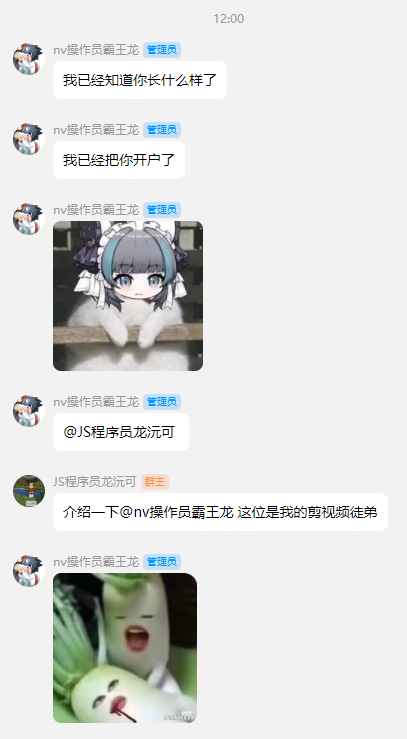 12:00
nv操作员霸王龙 管理员
我已经知道你长什么样了
nv操作员霸王龙 管理员
我已经把你开户了
nv操作员霸王龙 管理员
nv操作员霸王龙 管理员
@JS程序员龙沅可
JS程序员龙沅可 群主
介绍一下@nv操作员霸王龙 这位是我的剪视频徒弟
nv操作员霸王龙 管理员